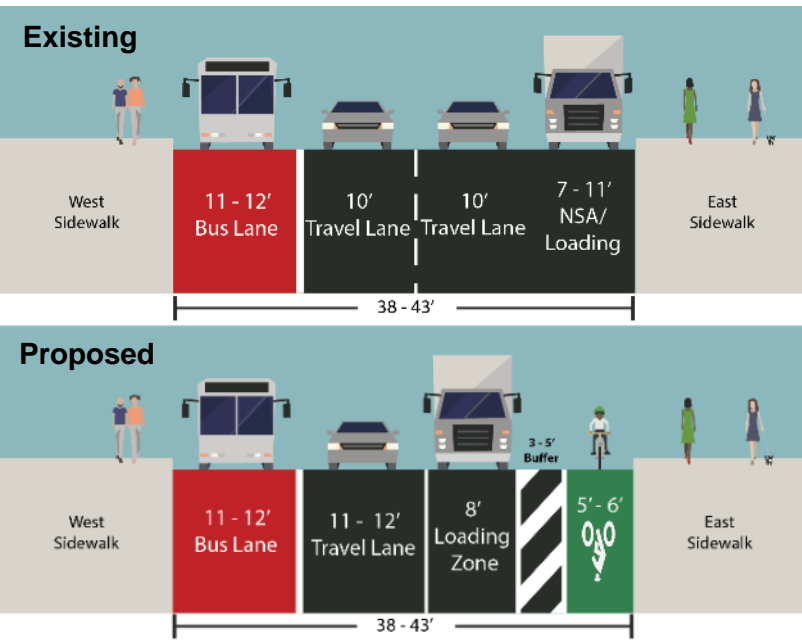 Existing
West
Sidewalk
11 - 12'
Bus Lane
10'
Travel Lane
10'
Travel Lane
7 - 11'
NSA/
Loading
East
Sidewalk
38 - 43'
Proposed
West
Sidewalk
11 - 12'
Bus Lane
11 - 12'
Travel Lane
8'
Loading
Zone
3 - 5'
Buffer
5' - 6'
East
Sidewalk
38 - 43'